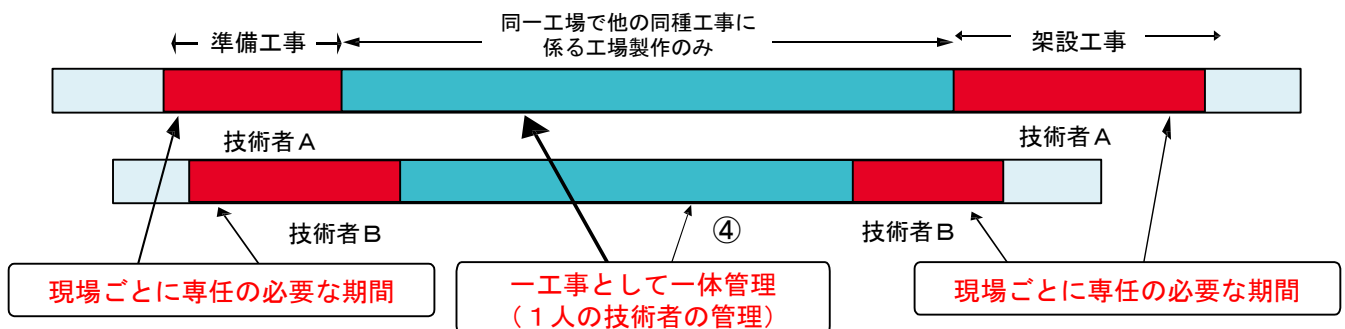 準備工事
同一工場で他の同種工事に
係る工場製作のみ
架設工事
技術者A
技術者A
技術者B
④
技術者B
現場ごとに専任の必要な期間
一工事として一体管理
(1人の技術者の管理)
現場ごとに専任の必要な期間